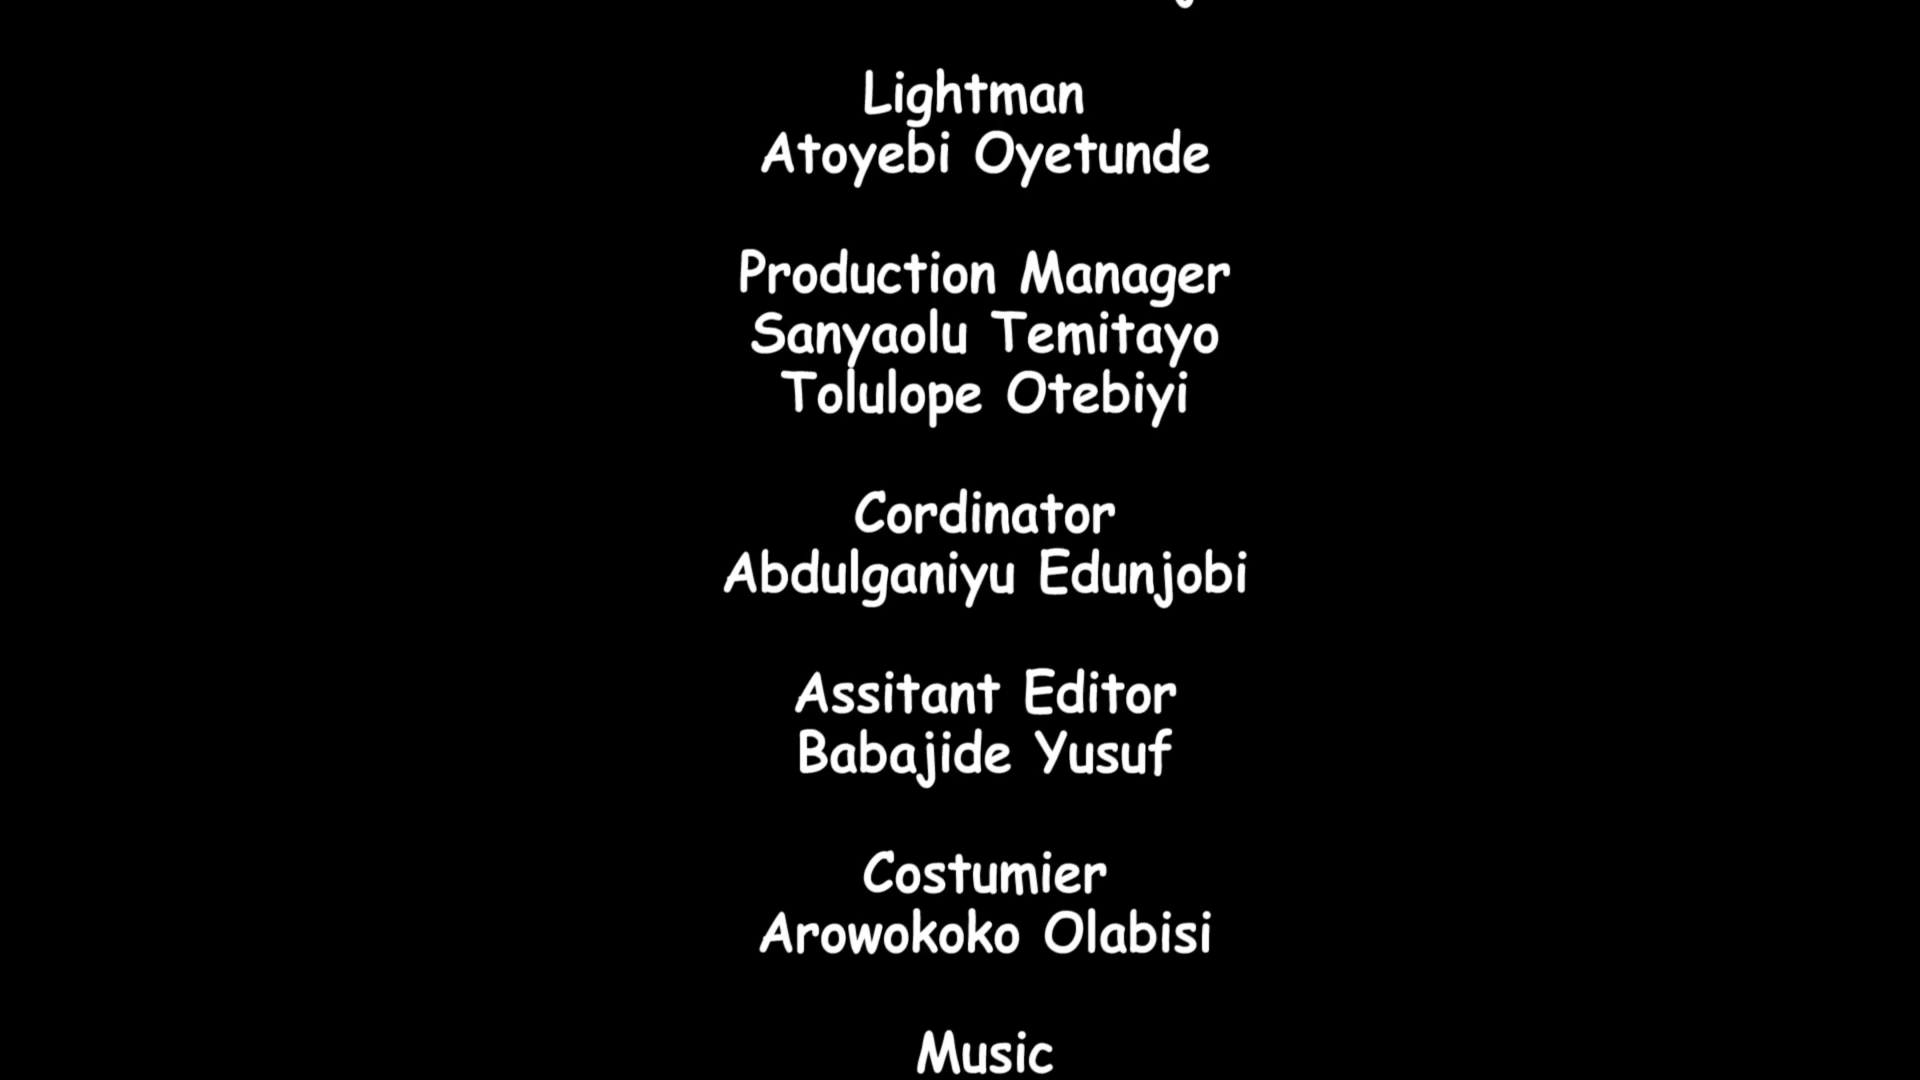 Lightman
Atoyebi Oyetunde
Production Manager
Sanyaolu Temitayo
Tolulope Otebiyi
Cordinator
Abdulganiyu Edunjobi
Assitant Editor
Babajide Yusuf
Costumier
Arowokoko Olabisi
Music